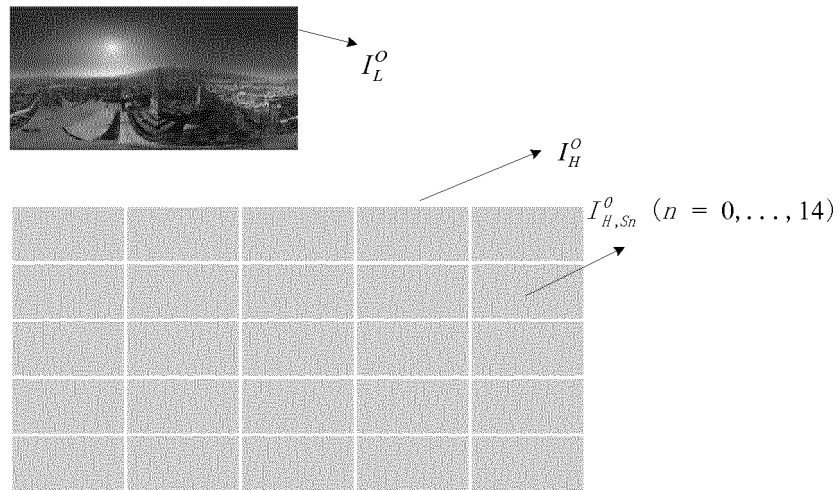 I_L^O
I_H^O
I_{H,Sn}^O (n = 0,...,14)